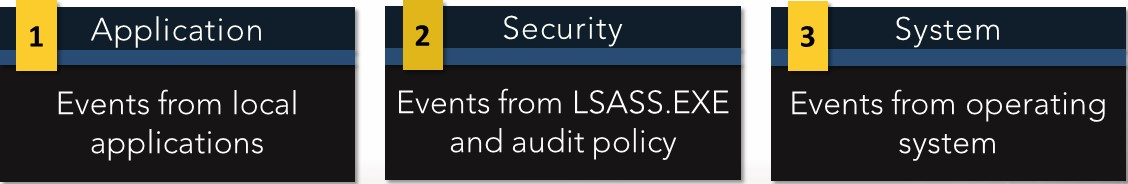 1
Application
Events from local
applications
2
Security
Events from LSASS.EXE
and audit policy
3
System
Events from operating
system